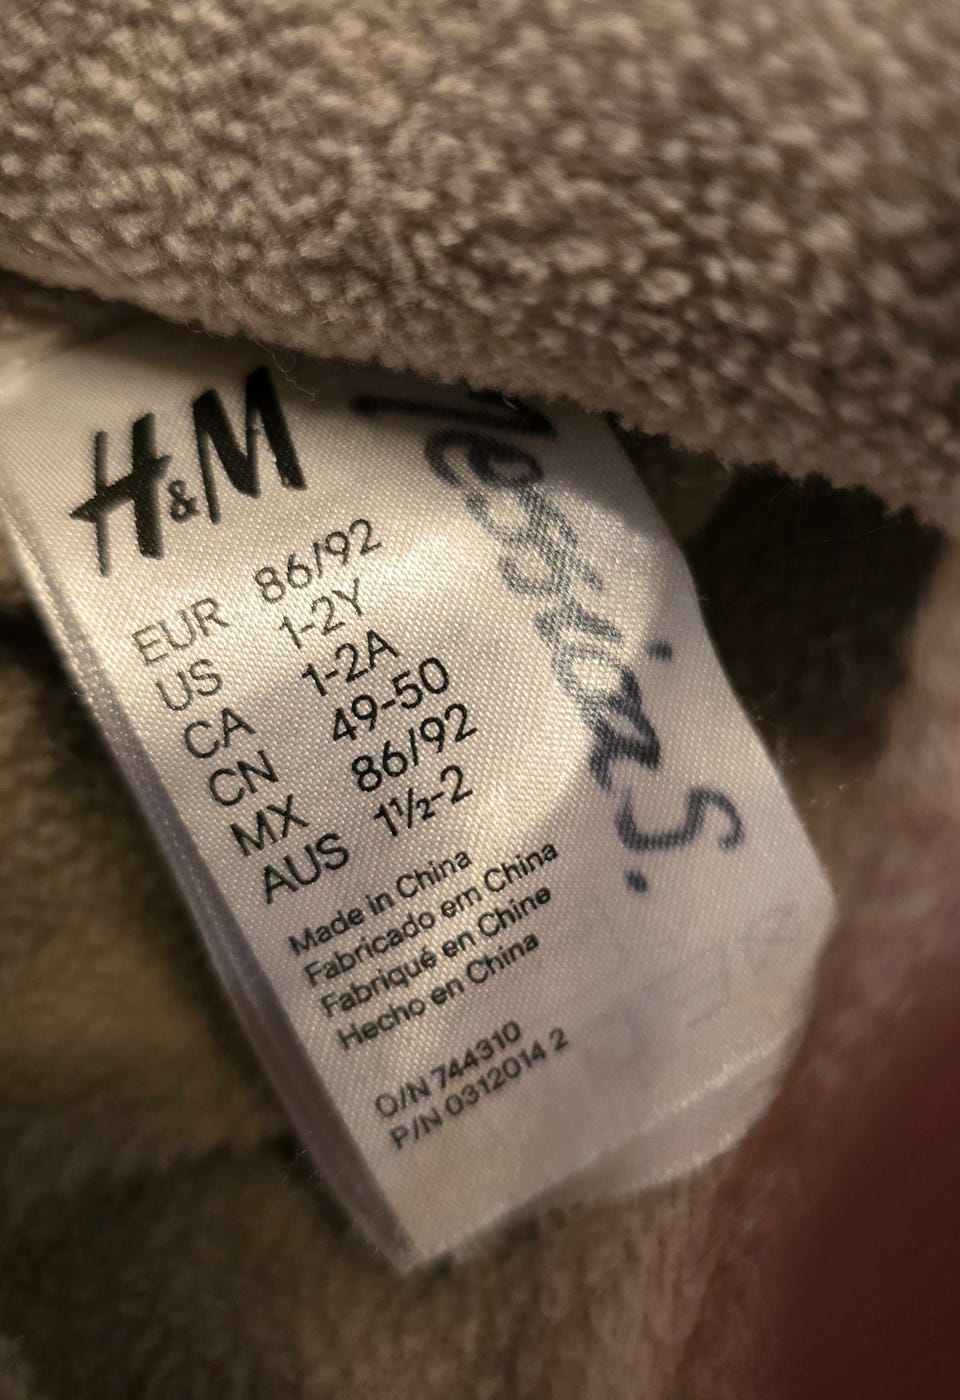 H&M
EUR 86/92
US 1-2Y
CA 1-2A
CN 49-50
MX 86/92
AUS 1½-2
Made in China
Fabricado em China
Fabriqué en Chine
Hecho en China
O/N 744310
P/N 0312014 2
S.